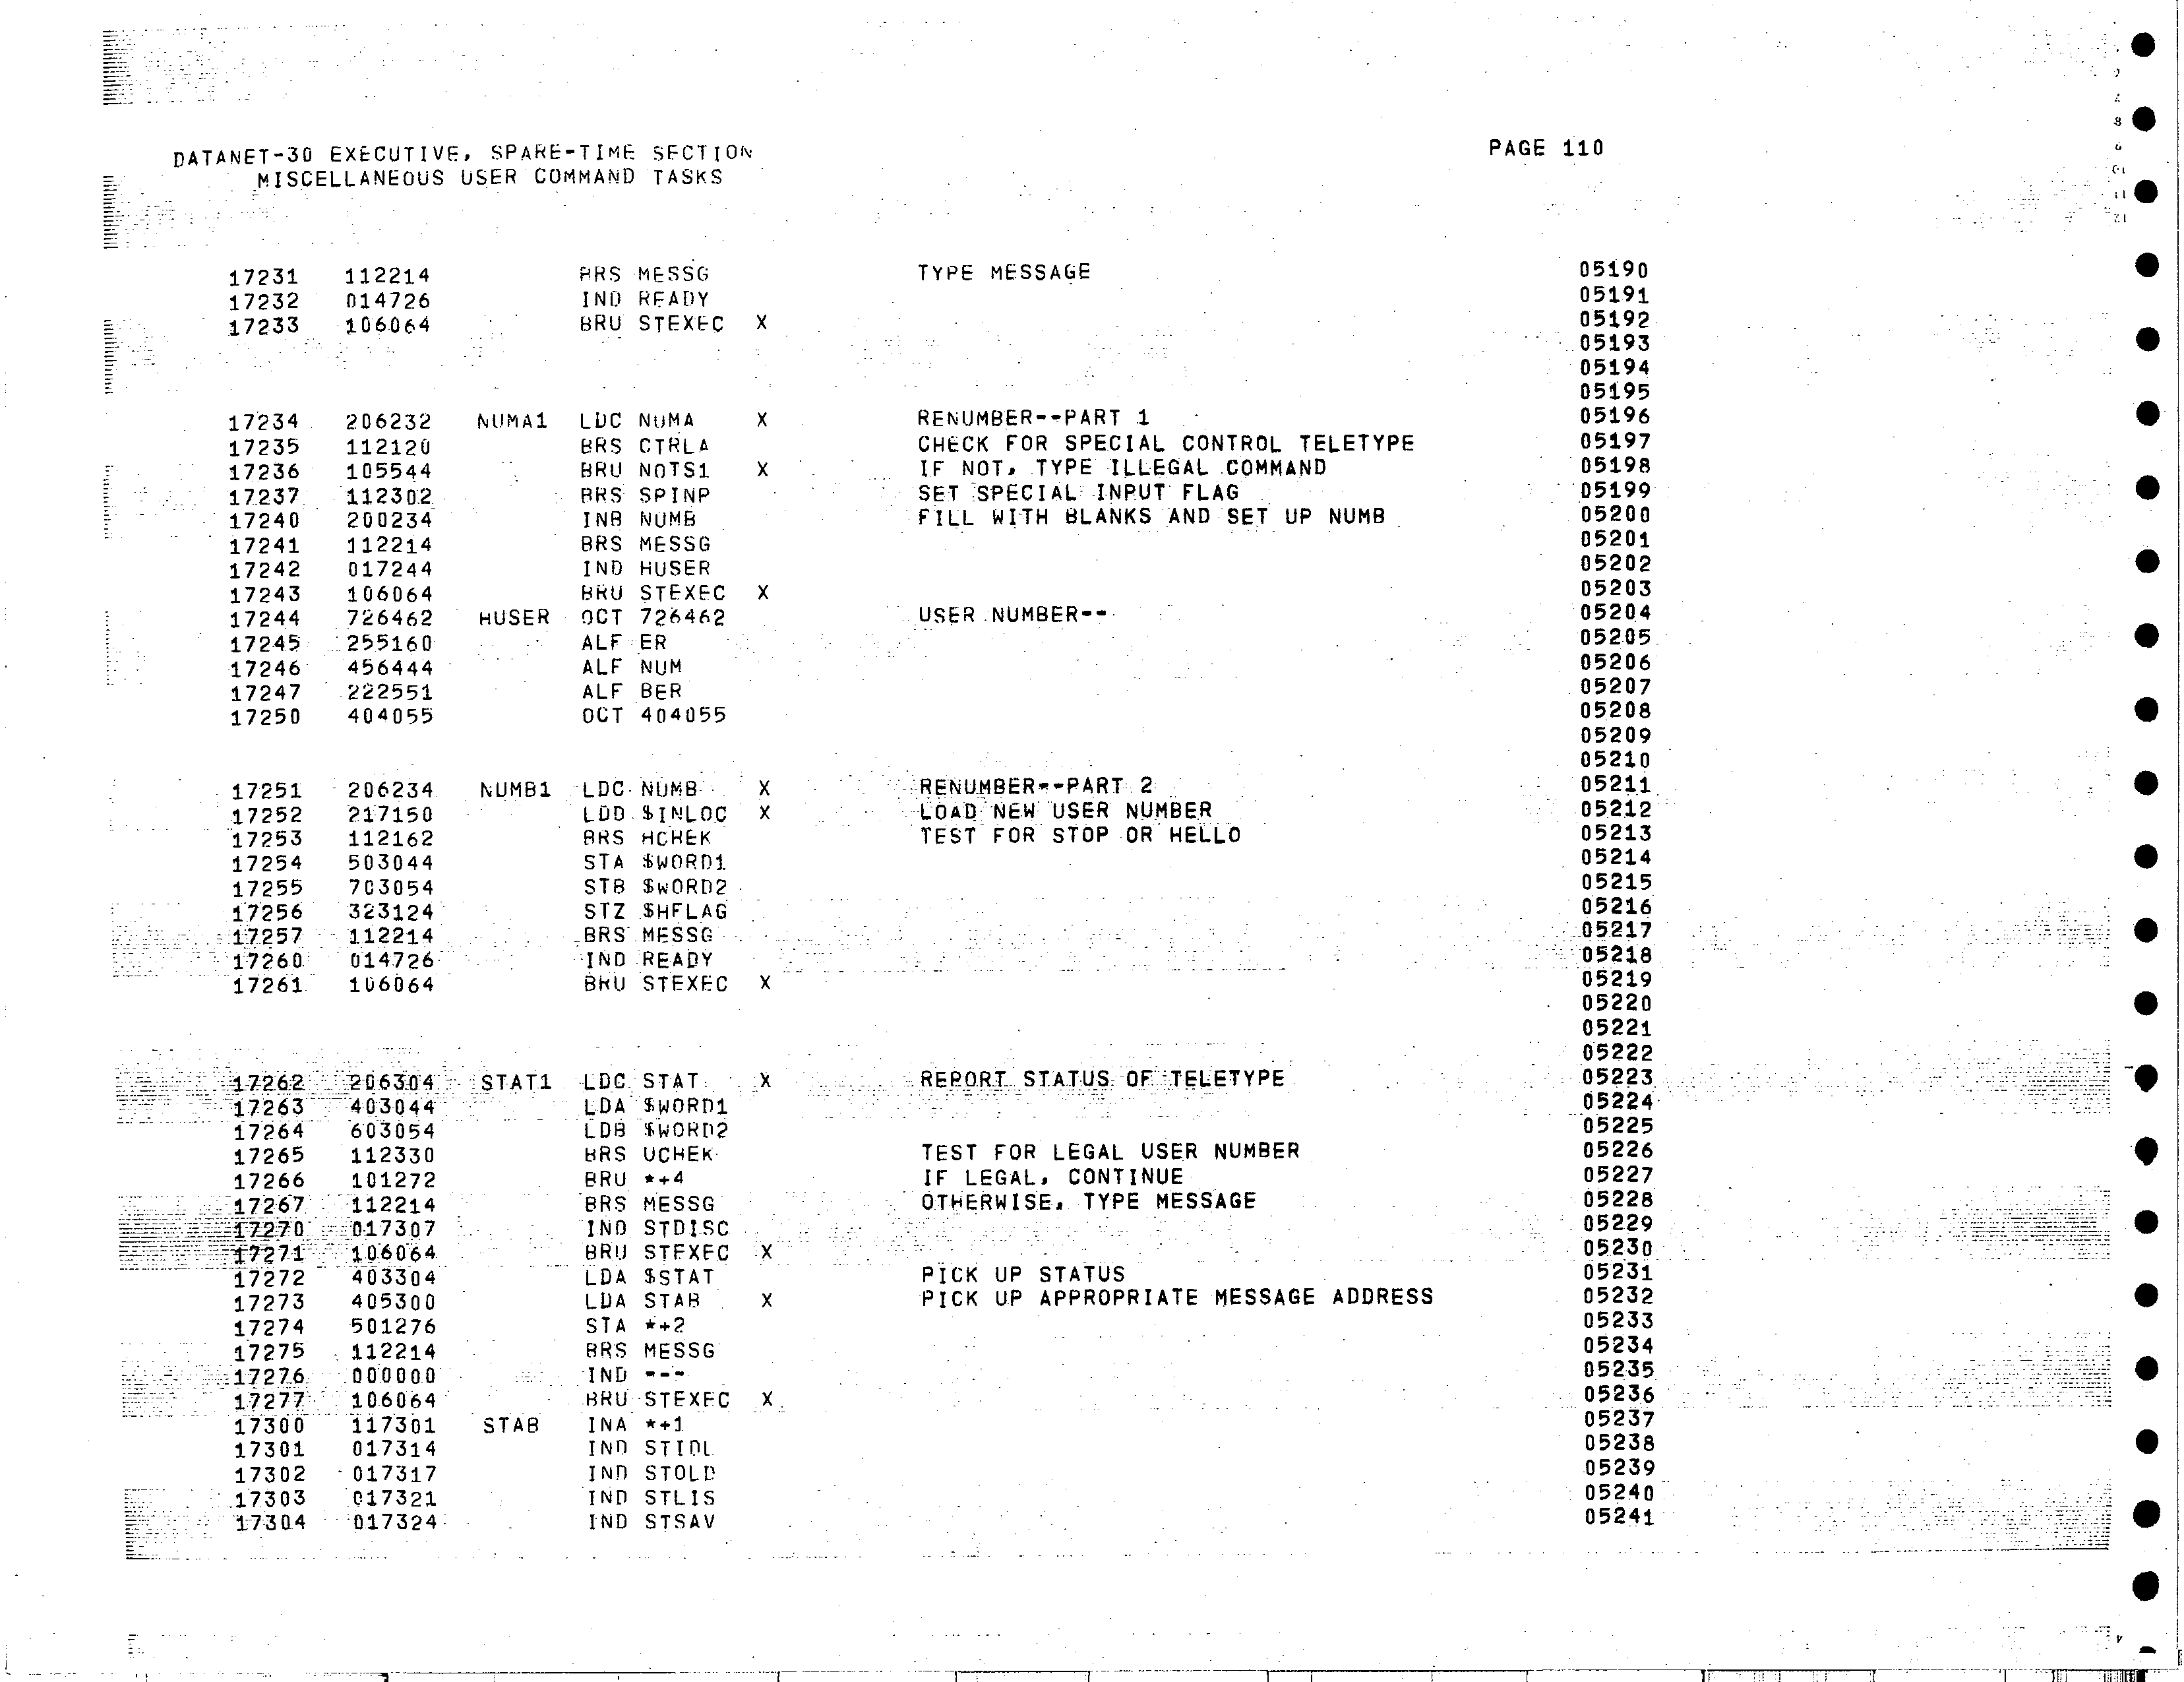 DATANET-30 EXECUTIVE, SPARE-TIME SECTION PAGE 110
MISCELLANEOUS USER COMMAND TASKS
17231 112214 BRS MESSG TYPE MESSAGE 05190
17232 014726 IND READY 05191
17233 106064 BRU STEXEC X 05192
05193
05194
05195
17234 206232 NUMA1 LDC NUMA X RENUMBER--PART 1 05196
17235 112120 BRS CTRLA CHECK FOR SPECIAL CONTROL TELETYPE 05197
17236 105544 BRU NOTS1 X IF NOT, TYPE ILLEGAL COMMAND 05198
17237 112302 BRS SPINP SET SPECIAL INPUT FLAG 05199
17240 200234 INB NUMB FILL WITH BLANKS AND SET UP NUMB 05200
17241 112214 BRS MESSG 05201
17242 017244 IND HUSER 05202
17243 106064 BRU STEXEC X 05203
17244 726462 HUSER OCT 726462 USER NUMBER-- 05204
17245 255160 ALF ER 05205
17246 456444 ALF NUM 05206
17247 222551 ALF BER 05207
17250 404055 OCT 404055 05208
05209
05210
17251 206234 NUMB1 LDC NUMB X RENUMBER--PART 2 05211
17252 217150 LDD $INLOC X LOAD NEW USER NUMBER 05212
17253 112162 BRS HCHEK TEST FOR STOP OR HELLO 05213
17254 503044 STA $WORD1 05214
17255 703054 STB $WORD2 05215
17256 323124 STZ $HFLAG 05216
17257 112214 BRS MESSG 05217
17260 014726 IND READY 05218
17261 106064 BRU STEXEC X 05219
05220
05221
05222
17262 206304 STAT1 LDC STAT X REPORT STATUS OF TELETYPE 05223
17263 403044 LDA $WORD1 05224
17264 603054 LDB $WORD2 05225
17265 112330 BRS UCHEK TEST FOR LEGAL USER NUMBER 05226
17266 101272 BRU *+4 IF LEGAL, CONTINUE 05227
17267 112214 BRS MESSG OTHERWISE, TYPE MESSAGE 05228
17270 017307 IND STDISC 05229
17271 106064 BRU STEXEC X 05230
17272 403304 LDA $STAT PICK UP STATUS 05231
17273 405300 LDA STAB X PICK UP APPROPRIATE MESSAGE ADDRESS 05232
17274 501276 STA *+2 05233
17275 112214 BRS MESSG 05234
17276 000000 IND --- 05235
17277 106064 BRU STEXEC X 05236
17300 117301 STAB INA *+1 05237
17301 017314 IND STIDL 05238
17302 017317 IND STOLD 05239
17303 017321 IND STLIS 05240
17304 017324 IND STSAV 05241